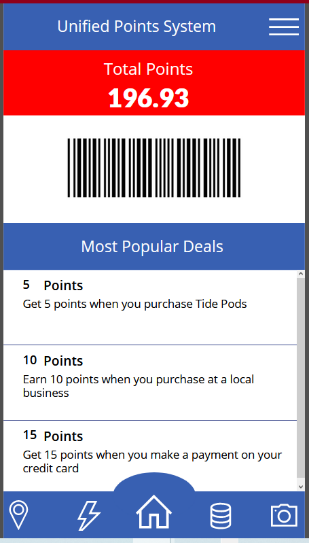 Unified Points System
Total Points
196.93
Most Popular Deals
5 Points
Get 5 points when you purchase Tide Pods
10 Points
Earn 10 points when you purchase at a local
business
15 Points
Get 15 points when you make a payment on your
credit card